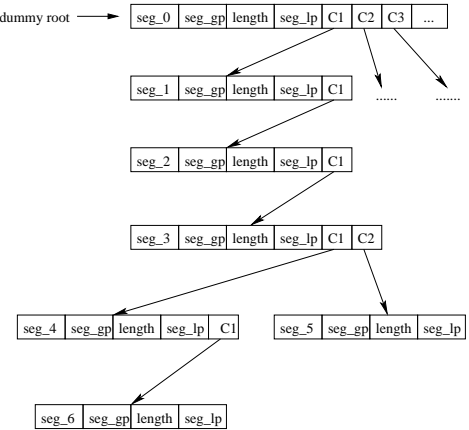 dummy root seg_0 seg_gp length seg_lp C1 C2 C3 ...
seg_1 seg_gp length seg_lp C1 ...... .......
seg_2 seg_gp length seg_lp C1
seg_3 seg_gp length seg_lp C1 C2
seg_4 seg_gp length seg_lp C1 seg_5 seg_gp length seg_lp
seg_6 seg_gp length seg_lp